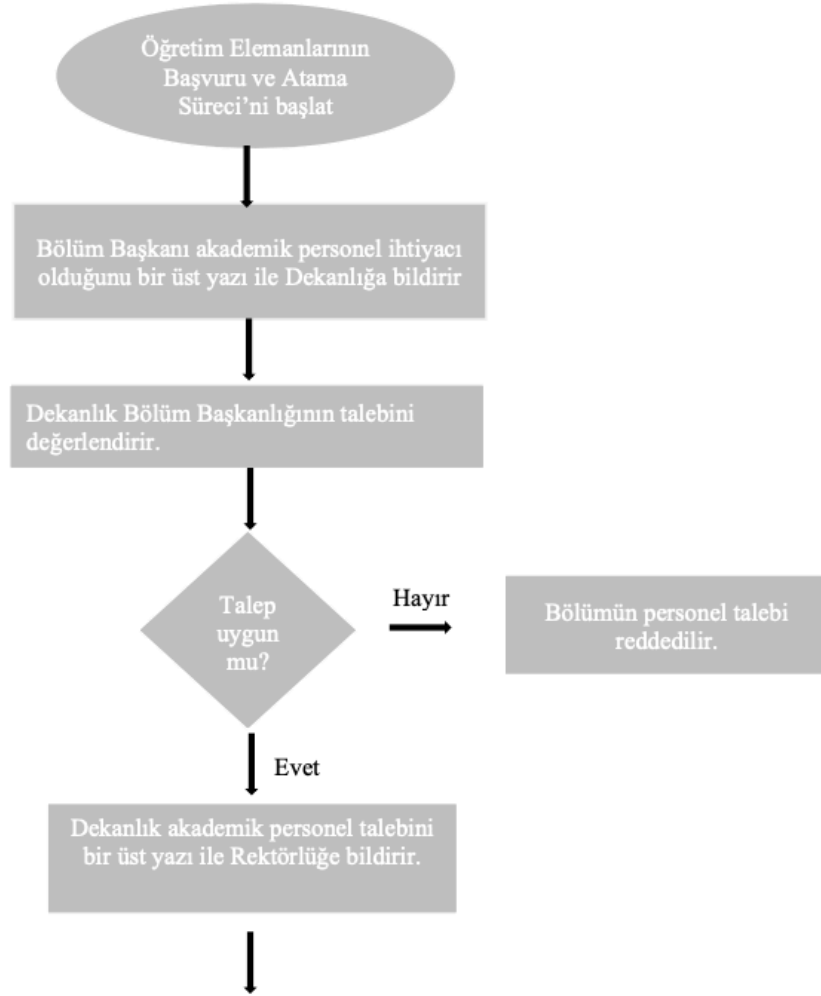 Öğretim Elemanlarının
Başvuru ve Atama
Süreci’ni başlat
Bölüm Başkanı akademik personel ihtiyacı
olduğunu bir üst yazı ile Dekanlığa bildirir
Dekanlık Bölüm Başkanlığının talebini
değerlendirir.
Talep
uygun
mu?
Hayır
Bölümün personel talebi
reddedilir.
Evet
Dekanlık akademik personel talebini
bir üst yazı ile Rektörlüğe bildirir.